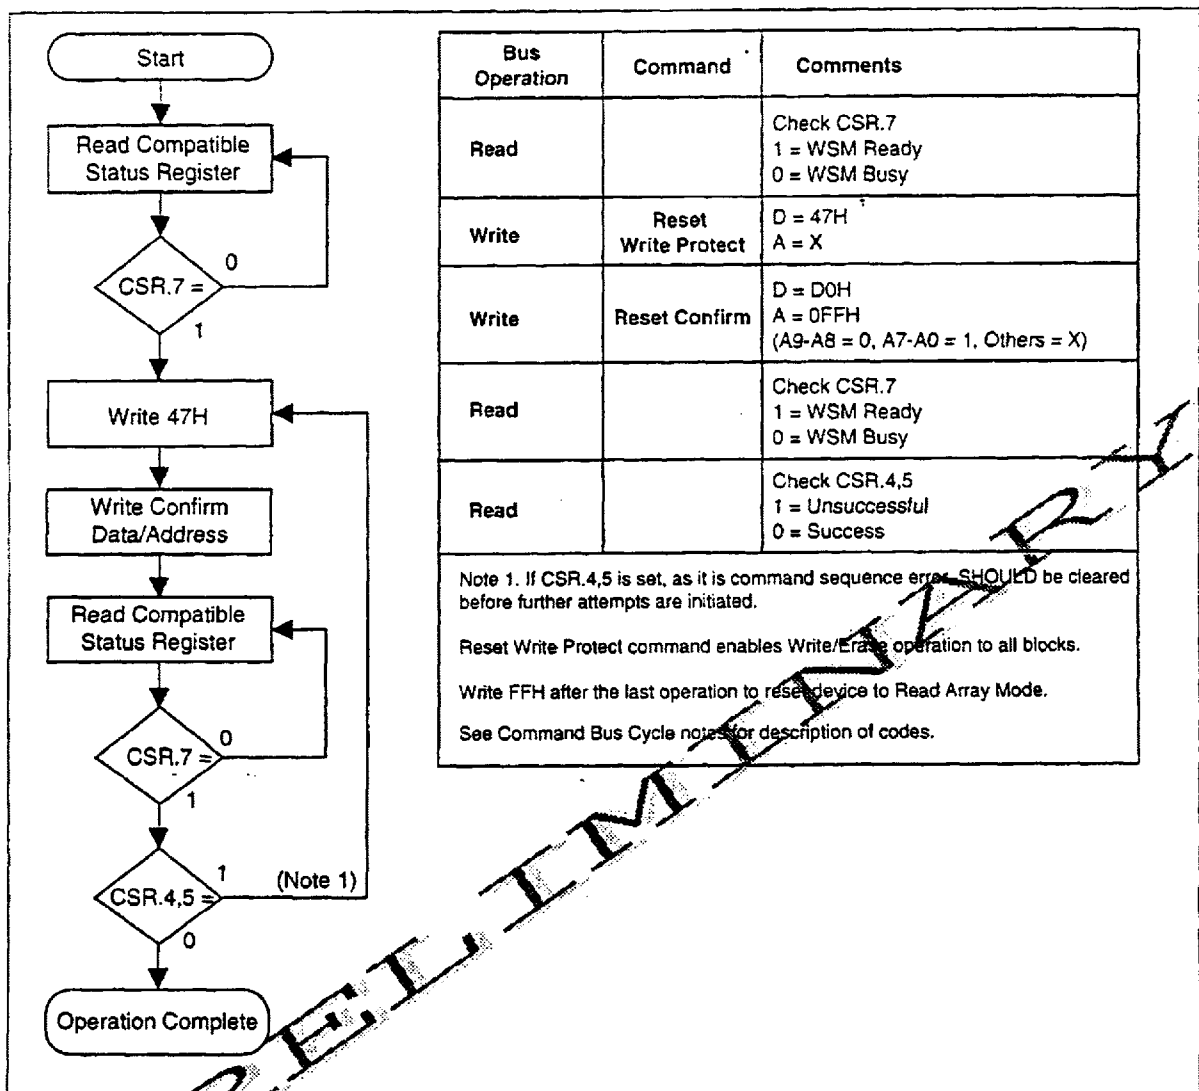 Start
Read Compatible
Status Register
CSR.7 =
0
1
Write 47H
Write Confirm
Data/Address
Read Compatible
Status Register
CSR.7 =
0
1
CSR.4,5 =
1
(Note 1)
0
Operation Complete
Bus
Operation
Command
Comments
Read
Check CSR.7
1 = WSM Ready
0 = WSM Busy
Write
Reset
Write Protect
D = 47H
A = X
Write
Reset Confirm
D = D0H
A = 0FFH
(A9-A8 = 0, A7-A0 = 1, Others = X)
Read
Check CSR.7
1 = WSM Ready
0 = WSM Busy
Read
Check CSR.4,5
1 = Unsuccessful
0 = Success
Note 1. If CSR.4,5 is set, as it is command sequence error, SHOULD be cleared
before further attempts are initiated.
Reset Write Protect command enables Write/Erase operation to all blocks.
Write FFH after the last operation to reset device to Read Array Mode.
See Command Bus Cycle notes for description of codes.
RELIMINARY